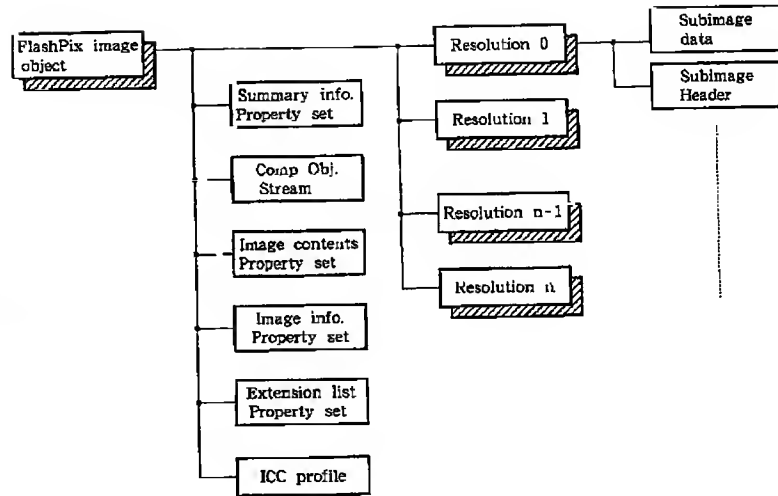 FlashPix image
object
Resolution 0
Subimage
data
Subimage
Header
Summary info.
Property set
Resolution 1
Comp Obj.
Stream
Resolution n-1
Image contents
Property set
Resolution n
Image info.
Property set
Extension list
Property set
ICC profile